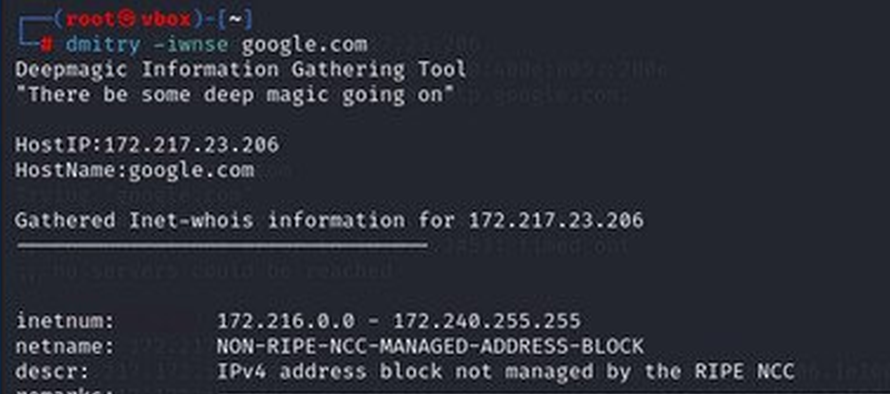 (root㉿vbox)-[~]
# dmitry -iwnse google.com
Deepmagic Information Gathering Tool
"There be some deep magic going on"
HostIP:172.217.23.206
HostName:google.com
Gathered Inet-whois information for 172.217.23.206
inetnum: 172.216.0.0 - 172.240.255.255
netname: NON-RIPE-NCC-MANAGED-ADDRESS-BLOCK
descr: IPv4 address block not managed by the RIPE NCC